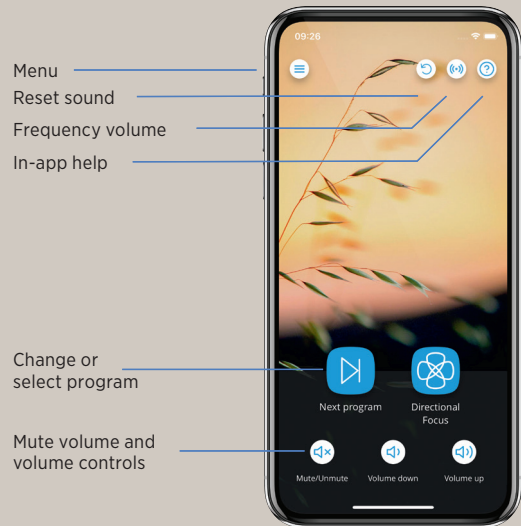 09:26
Menu
Reset sound
Frequency volume
In-app help
Change or
select program
Next program
Directional
Focus
Mute volume and
volume controls
Mute/Unmute
Volume down
Volume up